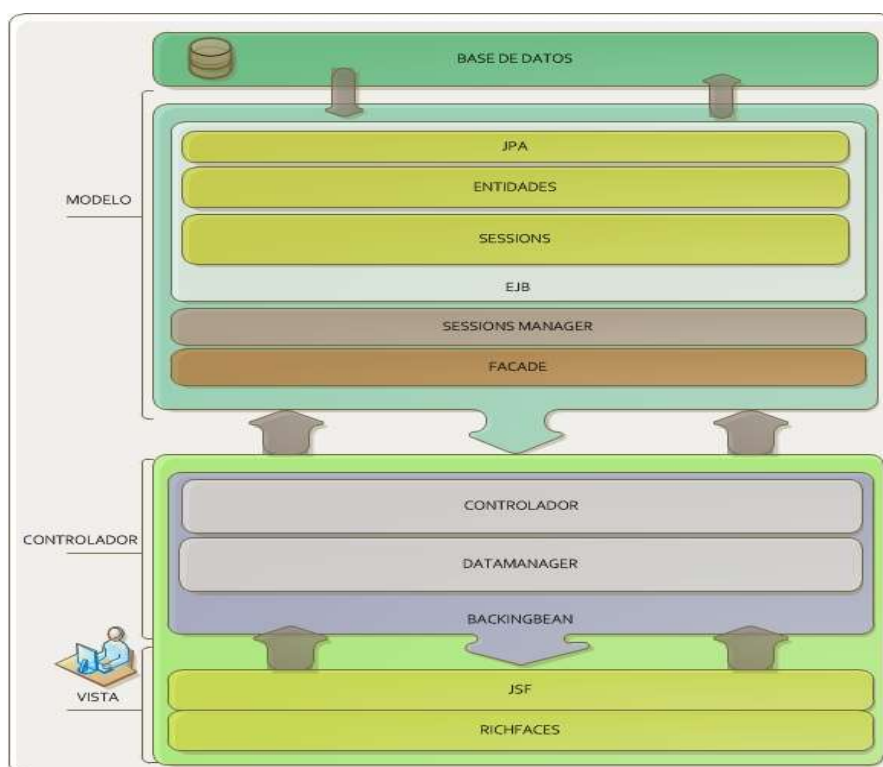 BASE DE DATOS
JPA
ENTIDADES
MODELO
SESSIONS
EJB
SESSIONS MANAGER
FACADE
CONTROLADOR
CONTROLADOR
DATAMANAGER
BACKINGBEAN
VISTA
JSF
RICHFACES